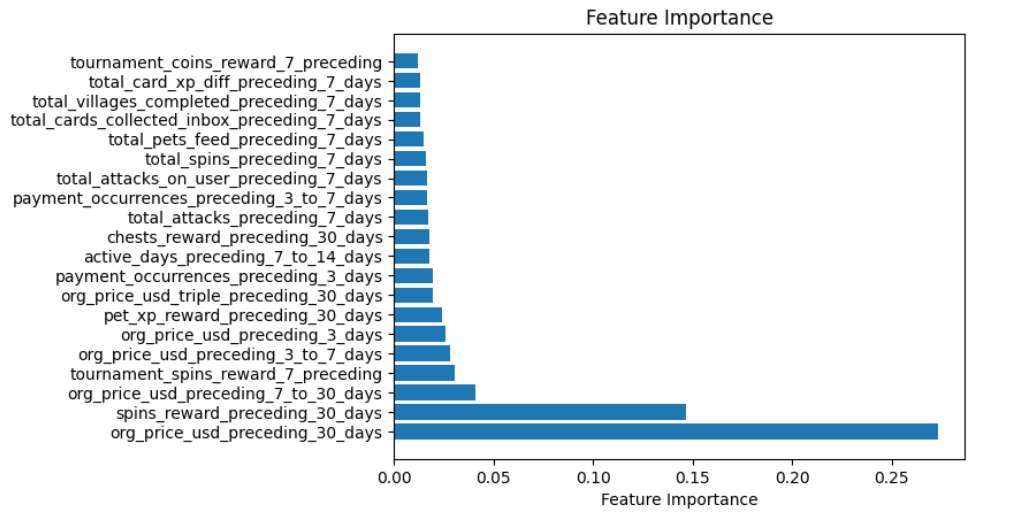 Feature Importance
tournament_coins_reward_7_preceding
total_card_xp_diff_preceding_7_days
total_villages_completed_preceding_7_days
total_cards_collected_inbox_preceding_7_days
total_pets_feed_preceding_7_days
total_spins_preceding_7_days
total_attacks_on_user_preceding_7_days
payment_occurrences_preceding_3_to_7_days
total_attacks_preceding_7_days
chests_reward_preceding_30_days
active_days_preceding_7_to_14_days
payment_occurrences_preceding_3_days
org_price_usd_triple_preceding_30_days
pet_xp_reward_preceding_30_days
org_price_usd_preceding_3_days
org_price_usd_preceding_3_to_7_days
tournament_spins_reward_7_preceding
org_price_usd_preceding_7_to_30_days
spins_reward_preceding_30_days
org_price_usd_preceding_30_days
0.00 0.05 0.10 0.15 0.20 0.25
Feature Importance